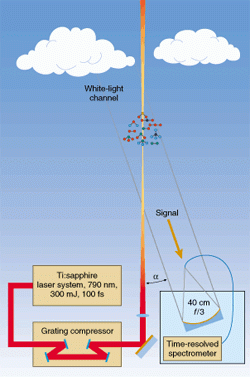 White-light
channel
Signal
α
Ti:sapphire
laser system, 790 nm,
300 mJ, 100 fs
40 cm
f/3
Grating compressor
Time-resolved
spectrometer